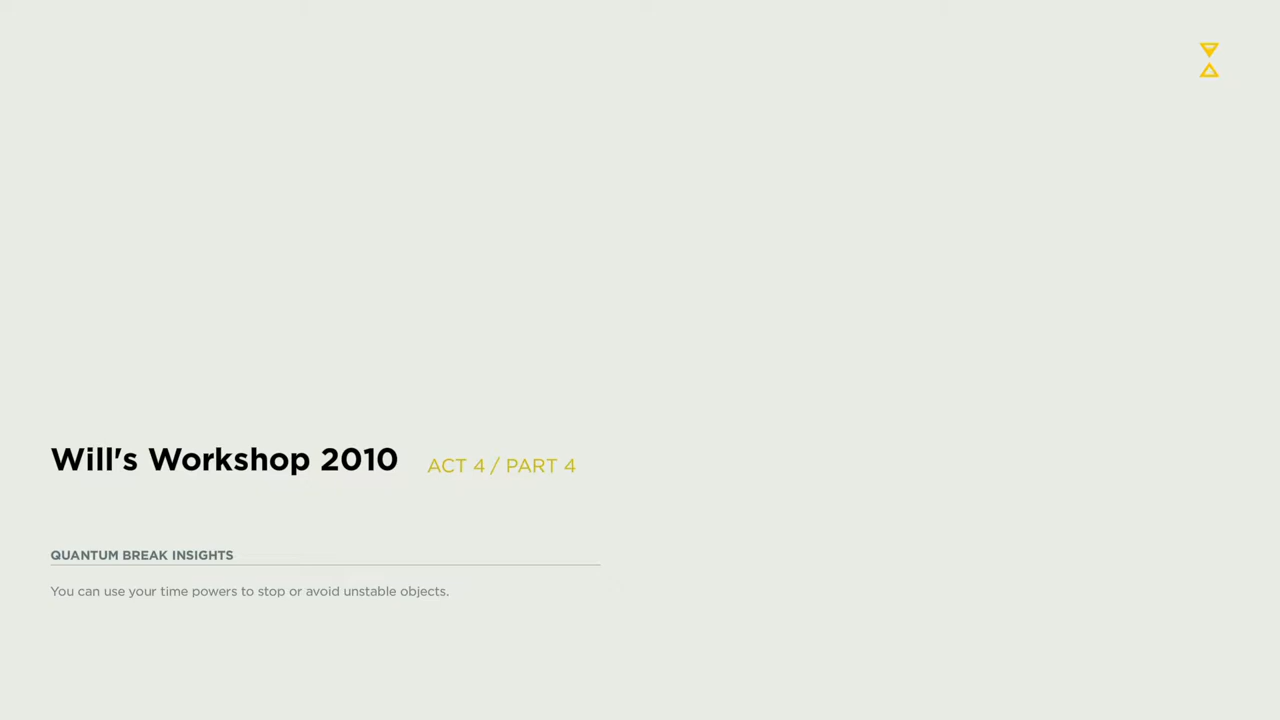 Will's Workshop 2010 ACT 4 / PART 4
QUANTUM BREAK INSIGHTS
You can use your time powers to stop or avoid unstable objects.